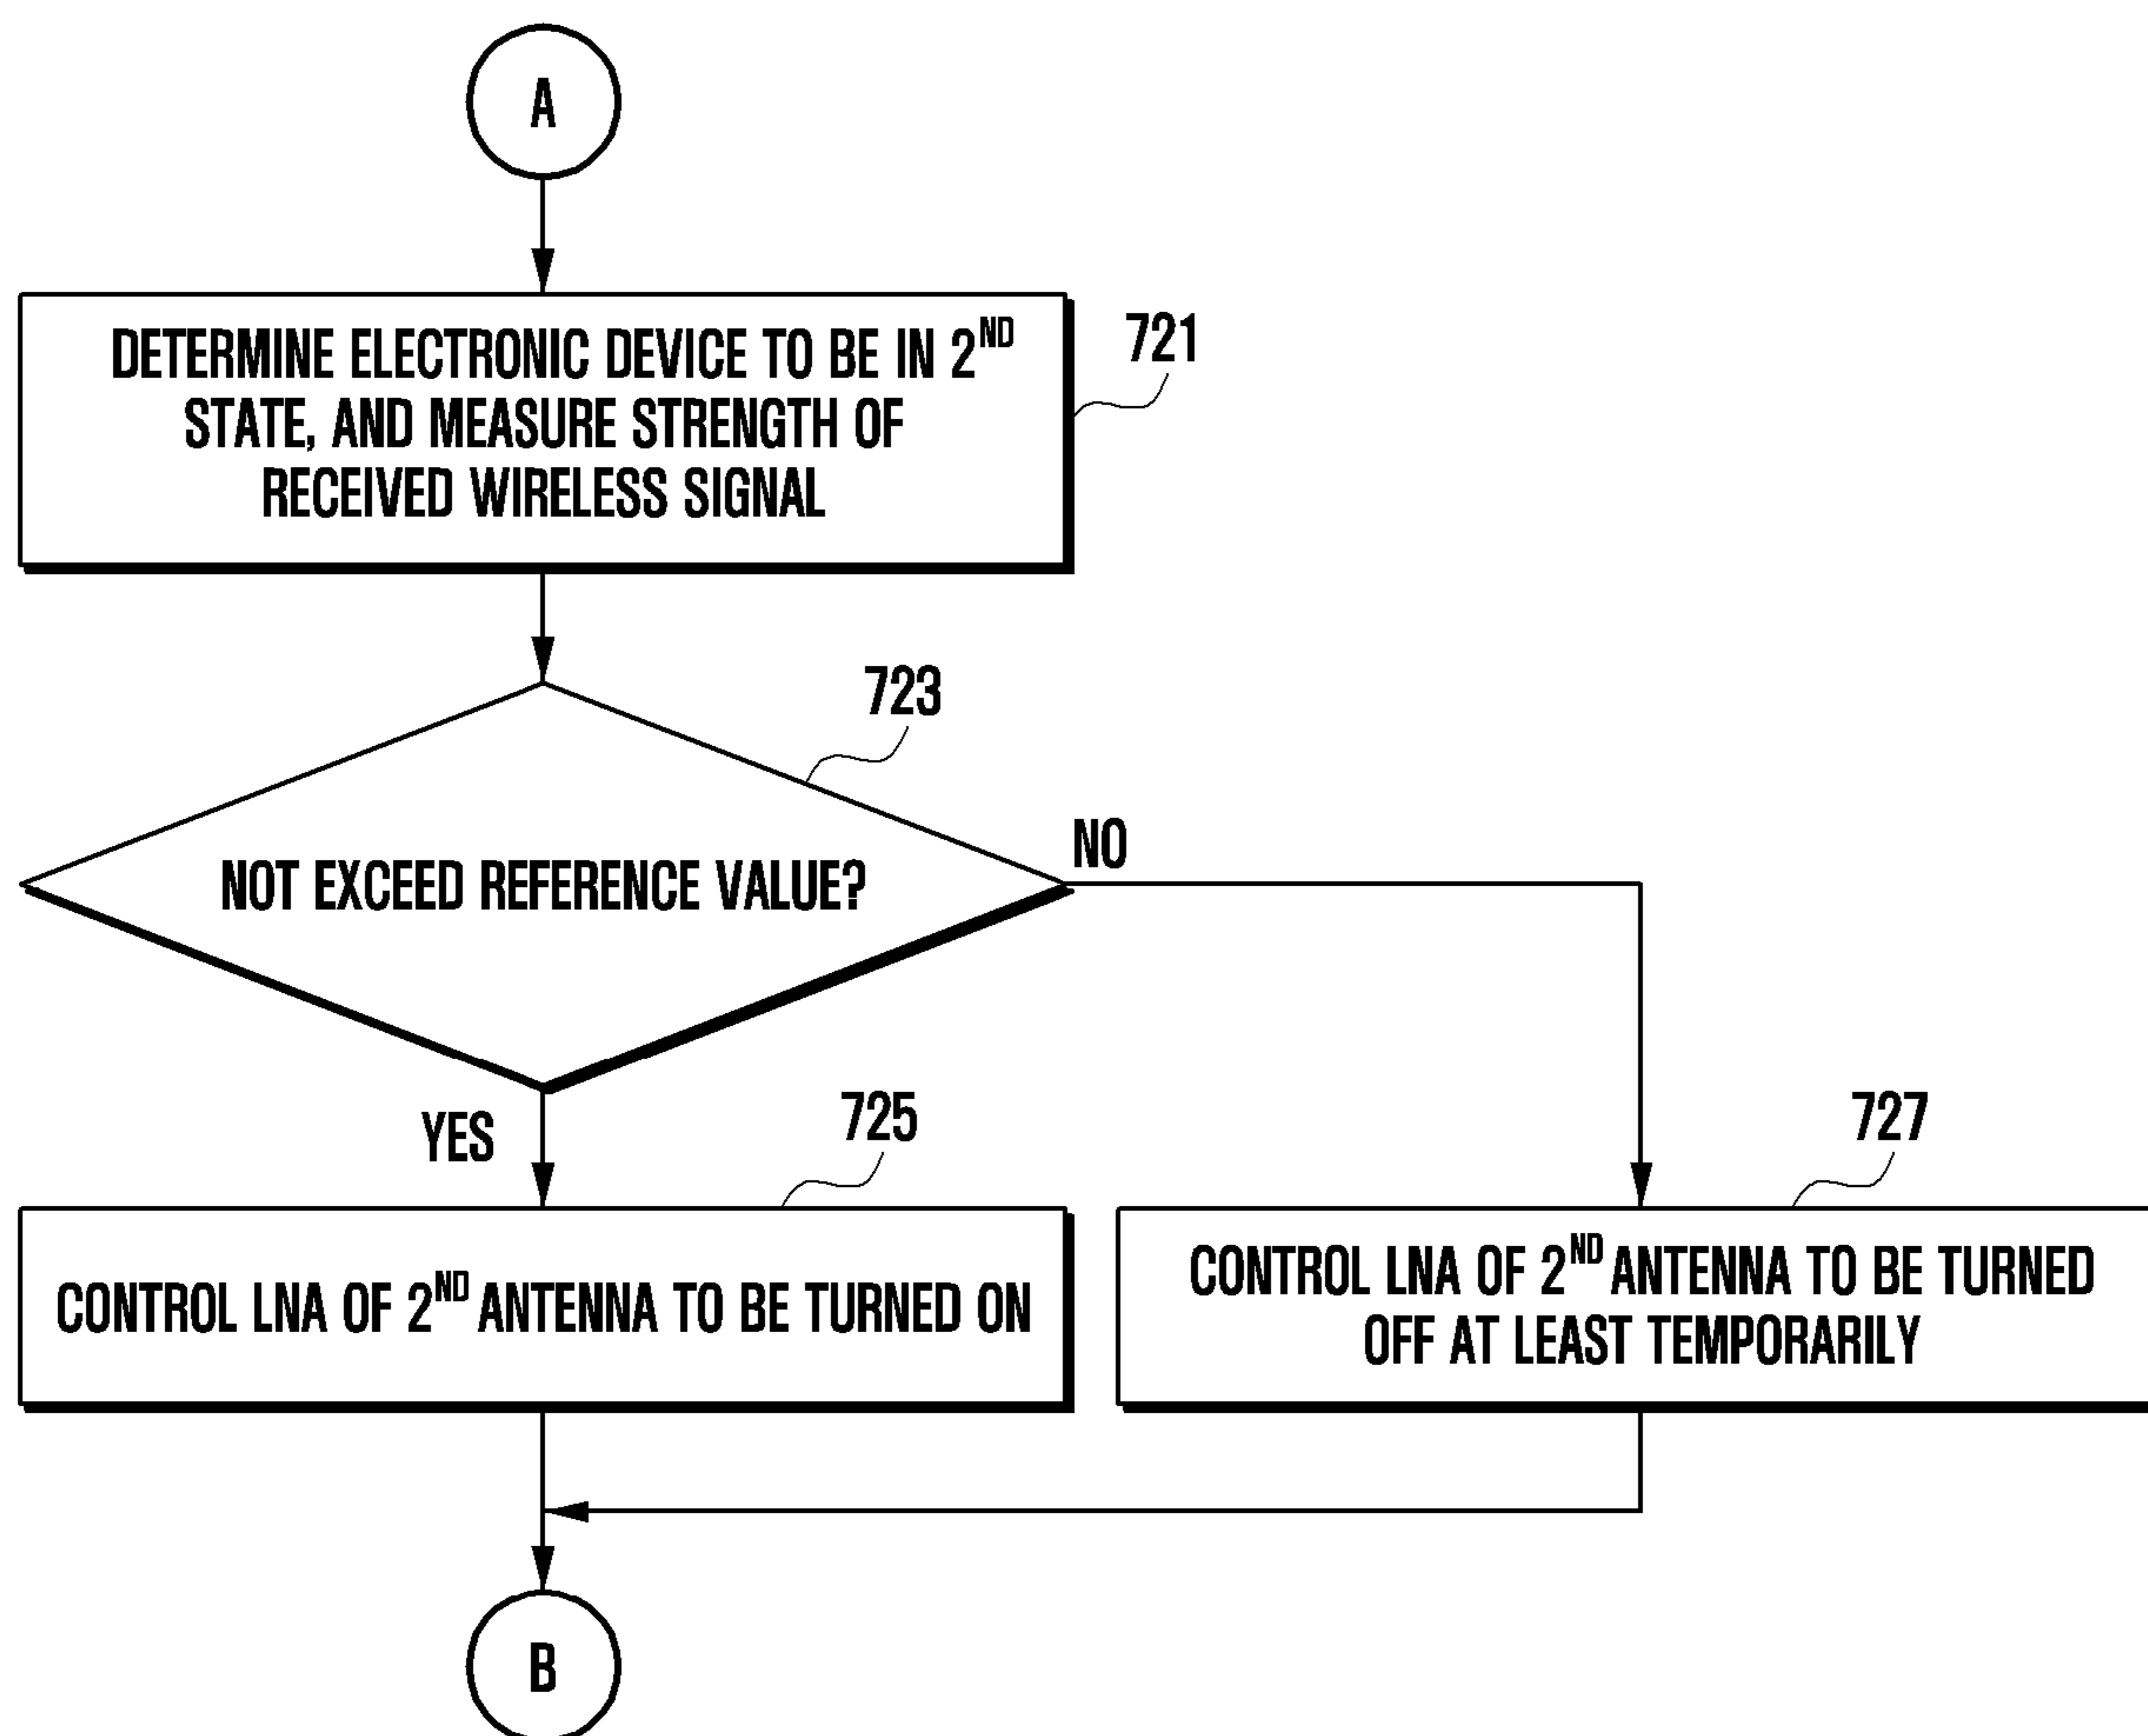 A
DETERMINE ELECTRONIC DEVICE TO BE IN 2ND
STATE, AND MEASURE STRENGTH OF
RECEIVED WIRELESS SIGNAL
721
723
NOT EXCEED REFERENCE VALUE?
NO
YES
725
727
CONTROL LNA OF 2ND ANTENNA TO BE TURNED ON
CONTROL LNA OF 2ND ANTENNA TO BE TURNED
OFF AT LEAST TEMPORARILY
B